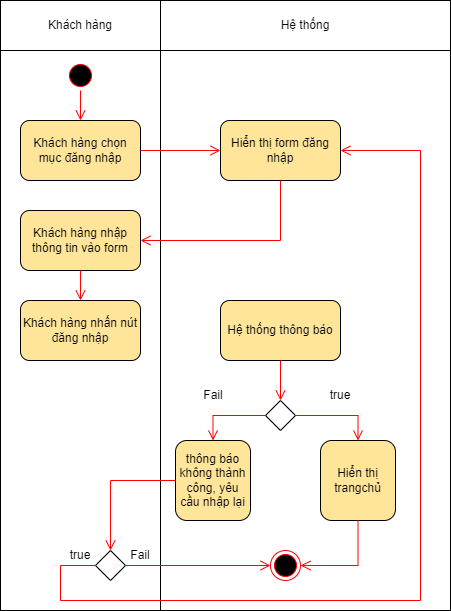 Khách hàng
Hệ thống
Khách hàng chọn
mục đăng nhập
Hiển thị form đăng
nhập
Khách hàng nhập
thông tin vào form
Khách hàng nhấn nút
đăng nhập
Hệ thống thông báo
Fail
true
thông báo
không thánh
công, yêu
cầu nhập lại
Hiển thị
trangchủ
true
Fail